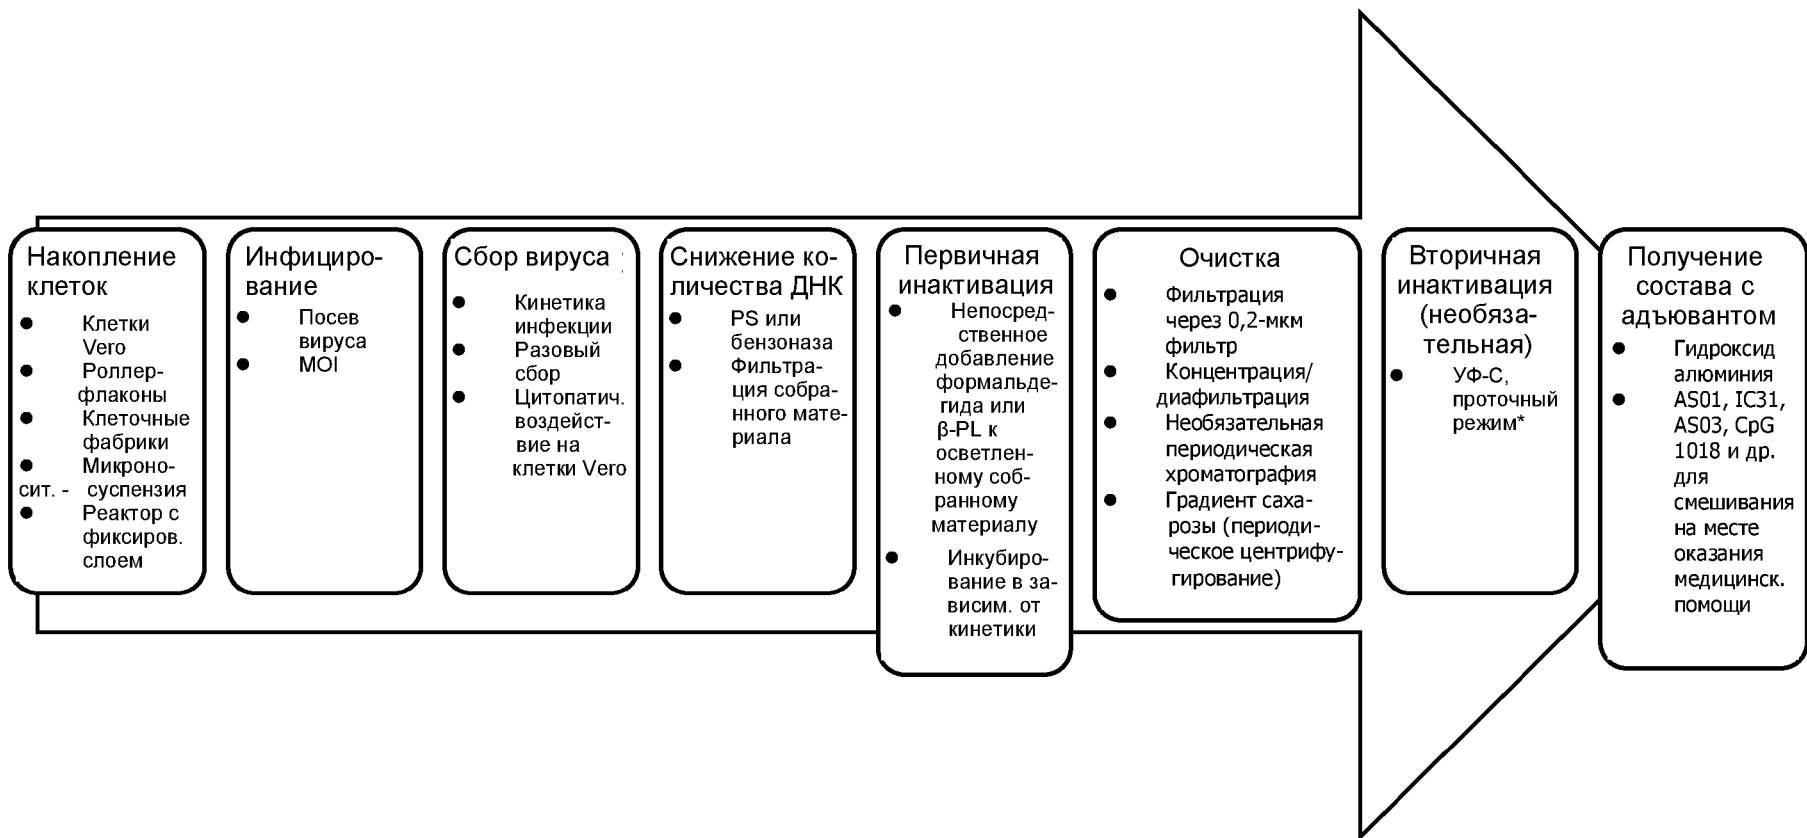 Накопление
клеток
● Клетки
Vero
● Роллер-
флаконы
● Клеточные
фабрики
● Микроно-
сит. - суспензия
● Реактор с
фиксиров.
слоем
Инфициро-
вание
● Посев
вируса
● MOI
Сбор вируса
● Кинетика
инфекции
● Разовый
сбор
● Цитопатич.
воздейст-
вие на
клетки Vero
Снижение ко-
личества ДНК
● PS или
бензоназа
● Фильтра-
ция собран-
ного мате-
риала
Первичная
инактивация
● Непосред-
ственное
добавление
формальде-
гида или
β-PL к
осветлен-
ному соб-
ранному
материалу
● Инкубиро-
вание в за-
висим. от
кинетики
Очистка
● Фильтрация
через 0,2-мкм
фильтр
● Концентрация/
диафильтрация
● Необязательная
периодическая
хроматография
● Градиент саха-
розы (периоди-
ческое центрифу-
гирование)
Вторичная
инактивация
(необяза-
тельная)
● УФ-С,
проточный
режим*
Получение
состава с
адъювантом
● Гидроксид
алюминия
● AS01, IC31,
AS03, CpG
1018 и др.
для
смешивания
на месте
оказания
медицинск.
помощи